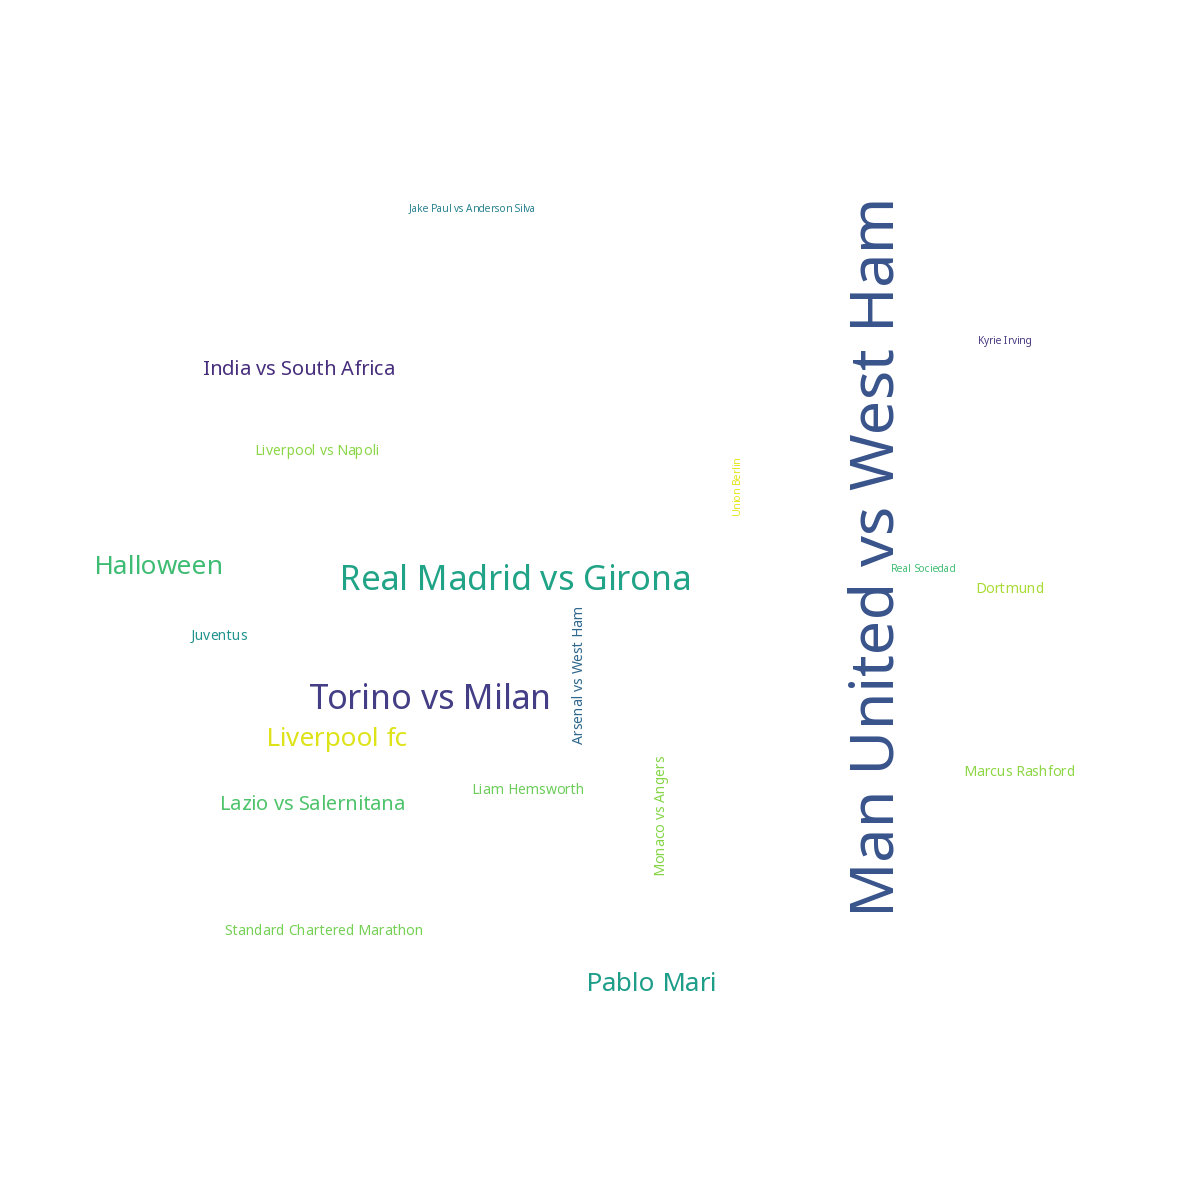 Jake Paul vs Anderson Silva
Man United vs West Ham
Kyrie Irving
India vs South Africa
Liverpool vs Napoli
Union Berlin
Halloween
Real Madrid vs Girona
Real Sociedad
Dortmund
Juventus
Arsenal vs West Ham
Torino vs Milan
Liverpool fc
Marcus Rashford
Liam Hemsworth
Monaco vs Angers
Lazio vs Salernitana
Standard Chartered Marathon
Pablo Mari